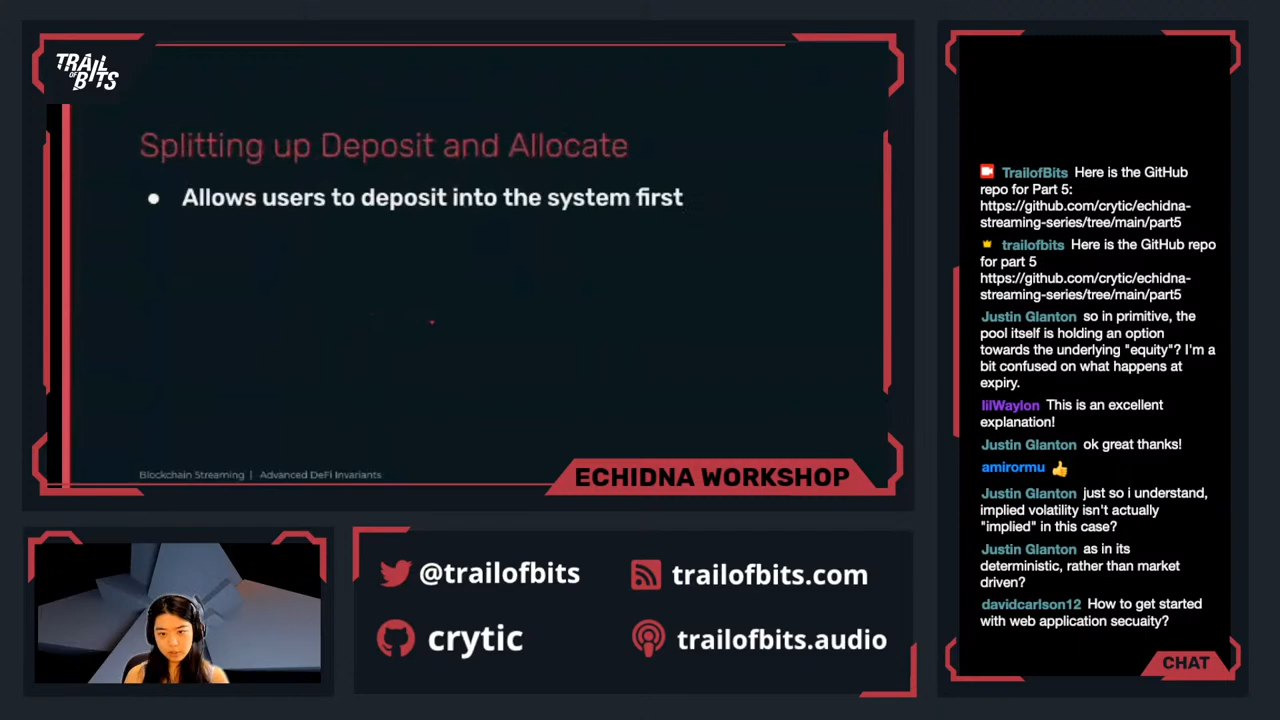 TRAIL
OF
BITS
Splitting up Deposit and Allocate
● Allows users to deposit into the system first
Blockchain Streaming | Advanced DeFi Invariants
ECHIDNA WORKSHOP
@trailofbits
trailofbits.com
crytic
trailofbits.audio
TrailofBits Here is the GitHub
repo for Part 5:
https://github.com/crytic/echidna-
streaming-series/tree/main/part5
trailofbits Here is the GitHub repo
for part 5
https://github.com/crytic/echidna-
streaming-series/tree/main/part5
Justin Glanton so in primitive, the
pool itself is holding an option
towards the underlying "equity"? I'm a
bit confused on what happens at
expiry.
lilWaylon This is an excellent
explanation!
Justin Glanton ok great thanks!
amirormu 👍
Justin Glanton just so i understand,
implied volatility isn't actually
"implied" in this case?
Justin Glanton as in its
deterministic, rather than market
driven?
davidcarlson12 How to get started
with web application secuaity?
CHAT